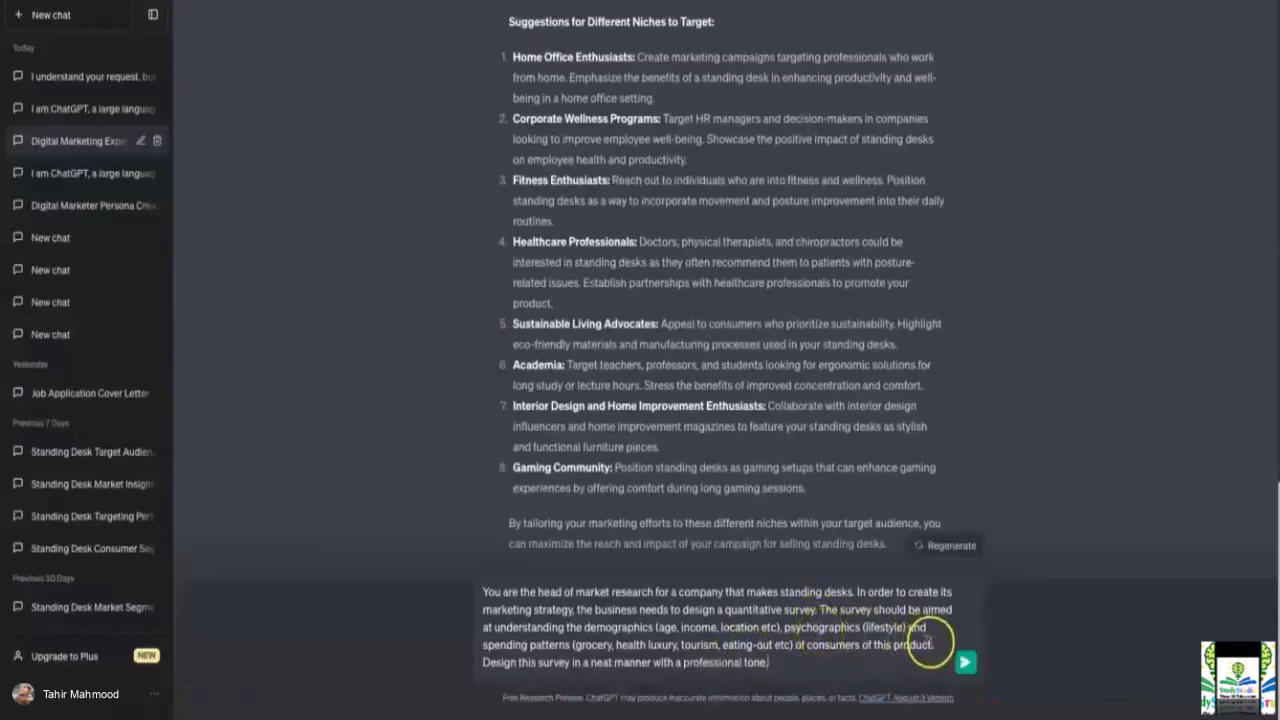 New chat
Today
I understand your request, bu
I am ChatGPT, a large languag
Digital Marketing Expe
I am ChatGPT, a large languag
Digital Marketer Persona Crea
New chat
New chat
New chat
New chat
Yesterday
Job Application Cover Letter
Previous 7 Days
Standing Desk Target Audien
Standing Desk Market Insigh
Standing Desk Targeting Per
Standing Desk Consumer Seg
Previous 30 Days
Standing Desk Market Segme
Upgrade to Plus NEW
Tahir Mahmood
Suggestions for Different Niches to Target:
1. Home Office Enthusiasts: Create marketing campaigns targeting professionals who work
from home. Emphasize the benefits of a standing desk in enhancing productivity and well-
being in a home office setting.
2. Corporate Wellness Programs: Target HR managers and decision-makers in companies
looking to improve employee well-being. Showcase the positive impact of standing desks
on employee health and productivity.
3. Fitness Enthusiasts: Reach out to individuals who are into fitness and wellness. Position
standing desks as a way to incorporate movement and posture improvement into their daily
routines.
4. Healthcare Professionals: Doctors, physical therapists, and chiropractors could be
interested in standing desks as they often recommend them to patients with posture-
related issues. Establish partnerships with healthcare professionals to promote your
product.
5. Sustainable Living Advocates: Appeal to consumers who prioritize sustainability. Highlight
eco-friendly materials and manufacturing processes used in your standing desks.
6. Academia: Target teachers, professors, and students looking for ergonomic solutions for
long study or lecture hours. Stress the benefits of improved concentration and comfort.
7. Interior Design and Home Improvement Enthusiasts: Collaborate with interior design
influencers and home improvement magazines to feature your standing desks as stylish
and functional furniture pieces.
8. Gaming Community: Position standing desks as gaming setups that can enhance gaming
experiences by offering comfort during long gaming sessions.
By tailoring your marketing efforts to these different niches within your target audience, you
can maximize the reach and impact of your campaign for selling standing desks.
Regenerate
You are the head of market research for a company that makes standing desks. In order to create its
marketing strategy, the business needs to design a quantitative survey. The survey should be aimed
at understanding the demographics (age, income, location etc), psychographics (lifestyle) and
spending patterns (grocery, health luxury, tourism, eating-out etc) of consumers of this product.
Design this survey in a neat manner with a professional tone.
Free Research Preview. ChatGPT may produce inaccurate information about people, places, or facts. ChatGPT August 3 Version